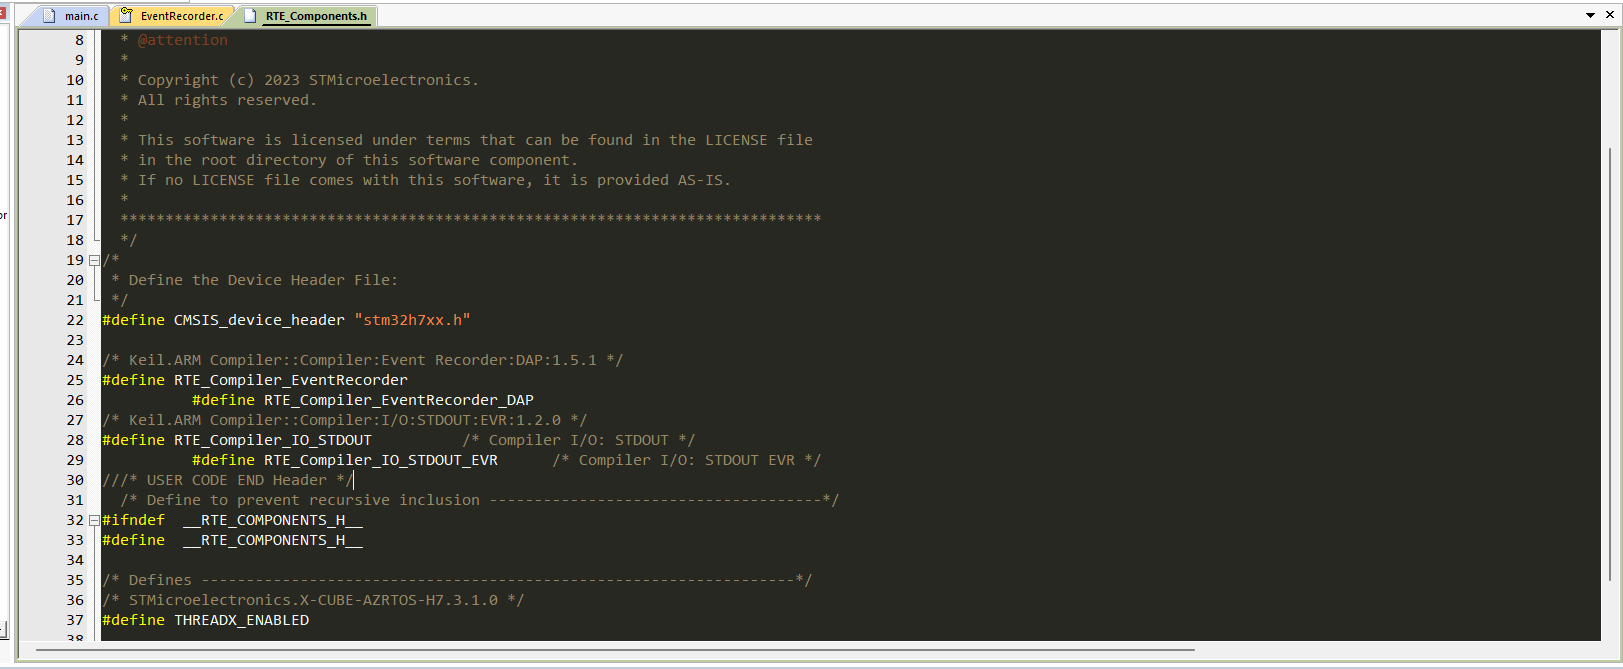 main.c EventRecorder.c RTE_Components.h
8 * @attention
9 *
10 * Copyright (c) 2023 STMicroelectronics.
11 * All rights reserved.
12 *
13 * This software is licensed under terms that can be found in the LICENSE file
14 * in the root directory of this software component.
15 * If no LICENSE file comes with this software, it is provided AS-IS.
16 *
17 ******************************************************************************
18 */
19 /*
20 * Define the Device Header File:
21 */
22 #define CMSIS_device_header "stm32h7xx.h"
23
24 /* Keil.ARM Compiler::Compiler:Event Recorder:DAP:1.5.1 */
25 #define RTE_Compiler_EventRecorder
26 #define RTE_Compiler_EventRecorder_DAP
27 /* Keil.ARM Compiler::Compiler:I/O:STDOUT:EVR:1.2.0 */
28 #define RTE_Compiler_IO_STDOUT /* Compiler I/O: STDOUT */
29 #define RTE_Compiler_IO_STDOUT_EVR /* Compiler I/O: STDOUT EVR */
30 ///* USER CODE END Header */
31 /* Define to prevent recursive inclusion -------------------------------------*/
32 #ifndef __RTE_COMPONENTS_H__
33 #define __RTE_COMPONENTS_H__
34
35 /* Defines ------------------------------------------------------------------*/
36 /* STMicroelectronics.X-CUBE-AZRTOS-H7.3.1.0 */
37 #define THREADX_ENABLED
38